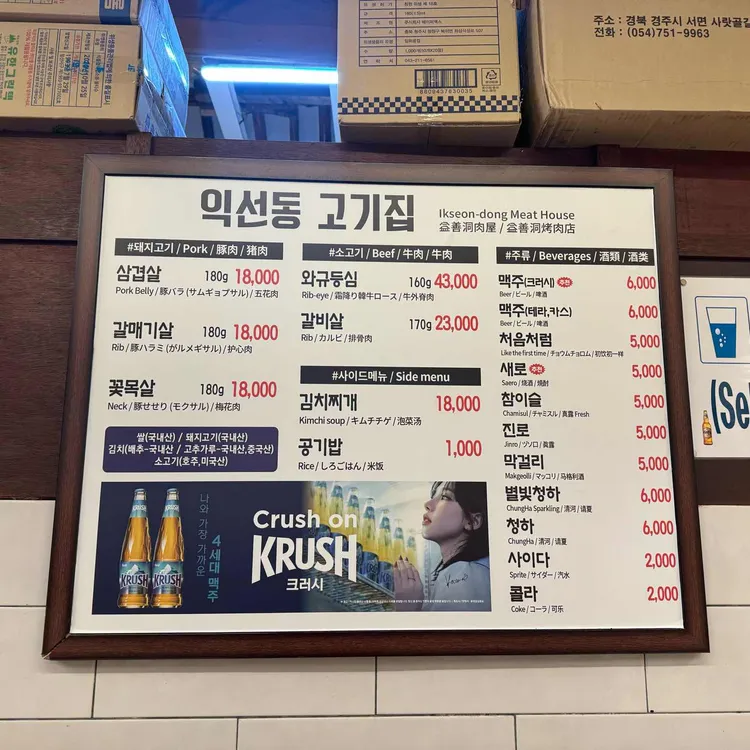 주소 : 경북 경주시 서면 사랏골길
전화 : (054)751-9963
8809437630035
익선동 고기집
Ikseon-dong Meat House
益善洞肉屋 / 益善洞烤肉店
#돼지고기 / Pork / 豚肉 / 猪肉
삼겹살 180g 18,000
Pork Belly / 豚バラ (サムギョプサル) / 五花肉
갈매기살 180g 18,000
Rib / 豚ハラミ (ガルメギサル) / 护心肉
꽃목살 180g 18,000
Neck / 豚せせり (モクサル) / 梅花肉
쌀(국내산) / 돼지고기(국내산)
김치(배추-국내산 / 고추가루-국내산,중국산)
소고기(호주,미국산)
#소고기 / Beef / 牛肉 / 牛肉
와규등심 160g 43,000
Rib-eye / 霜降り韓牛ロース / 牛外脊肉
갈비살 170g 23,000
Rib / カルビ / 排骨肉
#사이드메뉴 / Side menu
김치찌개 18,000
Kimchi soup / キムチチゲ / 泡菜汤
공기밥 1,000
Rice / しろごはん / 米饭
#주류 / Beverages / 酒類 / 酒类
맥주(크러시) 추천 6,000
Beer / ビール / 啤酒
맥주(테라,카스) 6,000
Beer / ビール / 啤酒
처음처럼 5,000
Like the first time / チョウムチョロム / 初饮初一样
새로 추천 5,000
Saero / 焼酒 / 烧酎
참이슬 5,000
Chamisul / チャミスル / 真露 Fresh
진로 5,000
Jinro / ヅソロ / 眞露
막걸리 5,000
Makgeoili / マッコリ / 马格利酒
별빛청하 6,000
ChungHa Sparkling / 清河 / 请夏
청하 6,000
ChungHa / 清河 / 请夏
사이다 2,000
Sprite / サイダー / 汽水
콜라 2,000
Coke / コーラ / 可乐
KRUSH
KRUSH
나와 가장 가까운
4세대 맥주
Crush on
KRUSH
크러시
(Se